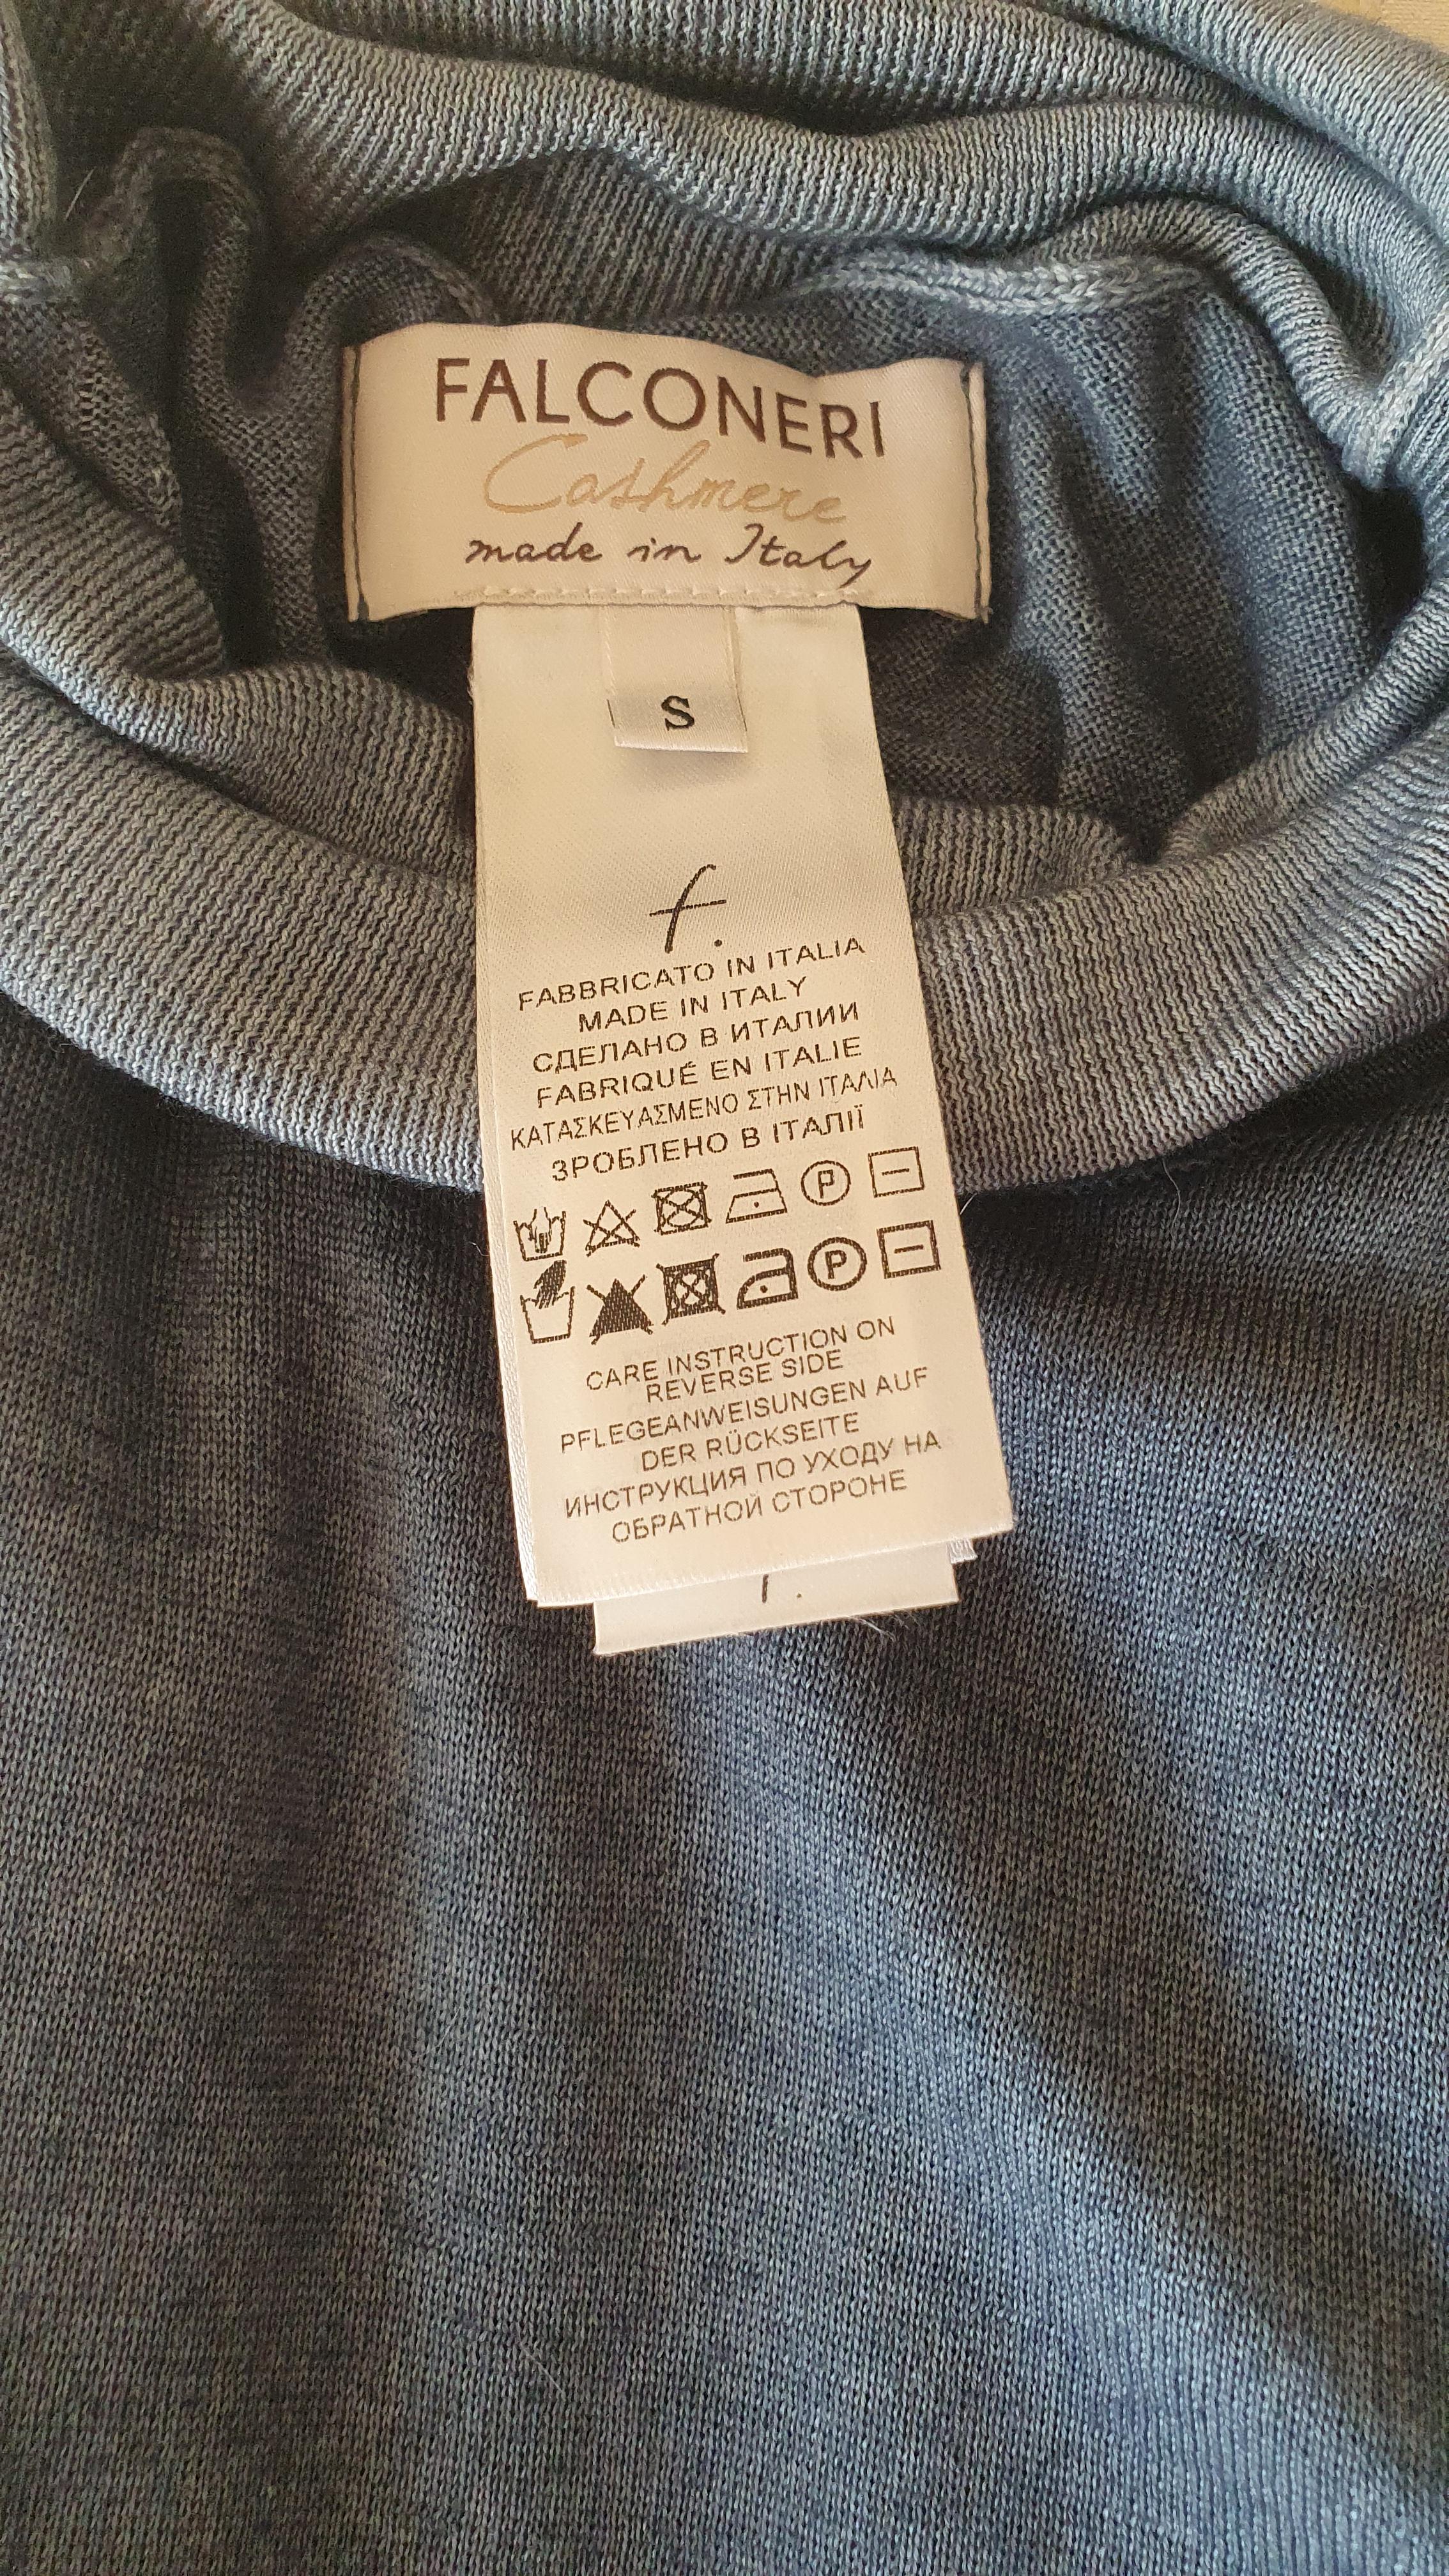 FALCONERI
Cashmere
made in Italy
S
f.
FABBRICATO IN ITALIA
MADE IN ITALY
СДЕЛАНО В ИТАЛИИ
FABRIQUÉ EN ITALIE
ΚΑΤΑΣΚΕΥΑΣΜΕΝΟ ΣΤΗΝ ΙΤΑΛΙΑ
ЗРОБЛЕНО В ІТАЛІЇ
P
P
CARE INSTRUCTION ON
REVERSE SIDE
PFLEGEANWEISUNGEN AUF
DER RÜCKSEITE
ИНСТРУКЦИЯ ПО УХОДУ НА
ОБРАТНОЙ СТОРОНЕ